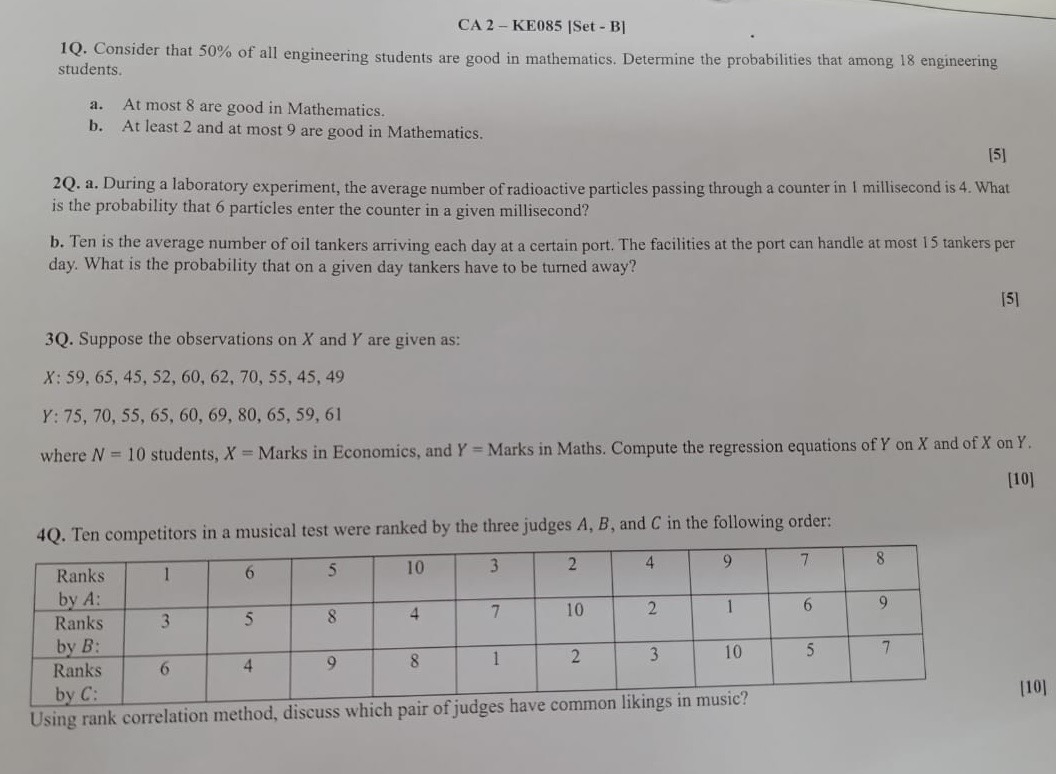 CA 2 – KE085 [Set - B]
1Q. Consider that 50% of all engineering students are good in mathematics. Determine the probabilities that among 18 engineering
students.
a. At most 8 are good in Mathematics.
b. At least 2 and at most 9 are good in Mathematics.
[5]
2Q. a. During a laboratory experiment, the average number of radioactive particles passing through a counter in 1 millisecond is 4. What
is the probability that 6 particles enter the counter in a given millisecond?
b. Ten is the average number of oil tankers arriving each day at a certain port. The facilities at the port can handle at most 15 tankers per
day. What is the probability that on a given day tankers have to be turned away?
[5]
3Q. Suppose the observations on X and Y are given as:
X: 59, 65, 45, 52, 60, 62, 70, 55, 45, 49
Y: 75, 70, 55, 65, 60, 69, 80, 65, 59, 61
where N = 10 students, X = Marks in Economics, and Y = Marks in Maths. Compute the regression equations of Y on X and of X on Y.
[10]
4Q. Ten competitors in a musical test were ranked by the three judges A, B, and C in the following order:
Ranks by A: 1 6 5 10 3 2 4 9 7 8
Ranks by B: 3 5 8 4 7 10 2 1 6 9
Ranks by C: 6 4 9 8 1 2 3 10 5 7
[10]
Using rank correlation method, discuss which pair of judges have common likings in music?